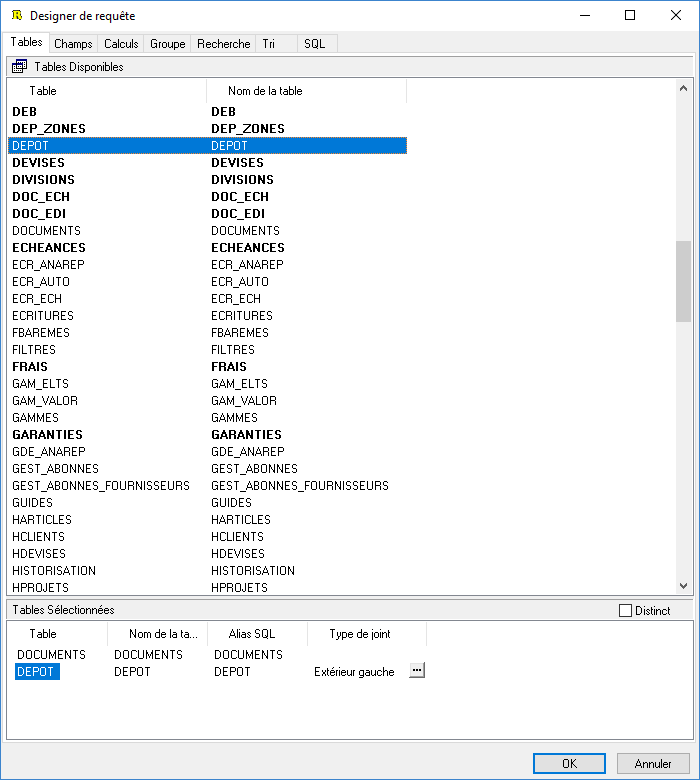 Designer de requête
Tables Champs Calculs Groupe Recherche Tri SQL
Tables Disponibles
Table Nom de la table
DEB DEB
DEP_ZONES DEP_ZONES
DEPOT DEPOT
DEVISES DEVISES
DIVISIONS DIVISIONS
DOC_ECH DOC_ECH
DOC_EDI DOC_EDI
DOCUMENTS DOCUMENTS
ECHEANCES ECHEANCES
ECR_ANAREP ECR_ANAREP
ECR_AUTO ECR_AUTO
ECR_ECH ECR_ECH
ECRITURES ECRITURES
FBAREMES FBAREMES
FILTRES FILTRES
FRAIS FRAIS
GAM_ELTS GAM_ELTS
GAM_VALOR GAM_VALOR
GAMMES GAMMES
GARANTIES GARANTIES
GDE_ANAREP GDE_ANAREP
GEST_ABONNES GEST_ABONNES
GEST_ABONNES_FOURNISSEURS GEST_ABONNES_FOURNISSEURS
GUIDES GUIDES
HARTICLES HARTICLES
HCLIENTS HCLIENTS
HDEVISES HDEVISES
HISTORISATION HISTORISATION
HPROJETS HPROJETS
Tables Sélectionnées Distinct
Table Nom de la ta... Alias SQL Type de joint
DOCUMENTS DOCUMENTS DOCUMENTS
DEPOT DEPOT DEPOT Extérieur gauche ...
OK Annuler